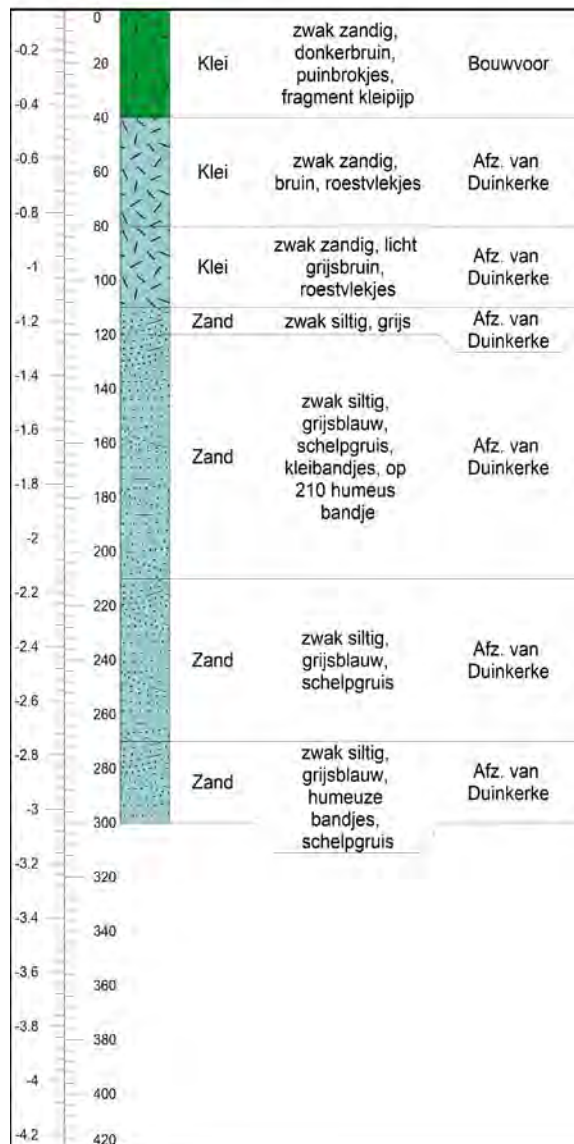 0
-0.2
20
-0.4
40
-0.6
60
-0.8
80
-1
100
-1.2
120
-1.4
140
-1.6
160
-1.8
180
-2
200
-2.2
220
-2.4
240
-2.6
260
-2.8
280
-3
300
-3.2
320
-3.4
340
-3.6
360
-3.8
380
-4
400
-4.2
420
Klei
zwak zandig,
donkerbruin,
puinbrokjes,
fragment kleipijp
Bouwvoor
Klei
zwak zandig,
bruin, roestvlekjes
Afz. van
Duinkerke
Klei
zwak zandig, licht
grijsbruin,
roestvlekjes
Afz. van
Duinkerke
Zand
zwak siltig, grijs
Afz. van
Duinkerke
Zand
zwak siltig,
grijsblauw,
schelpgruis,
kleibandjes, op
210 humeus
bandje
Afz. van
Duinkerke
Zand
zwak siltig,
grijsblauw,
schelpgruis
Afz. van
Duinkerke
Zand
zwak siltig,
grijsblauw,
humeuze
bandjes,
schelpgruis
Afz. van
Duinkerke